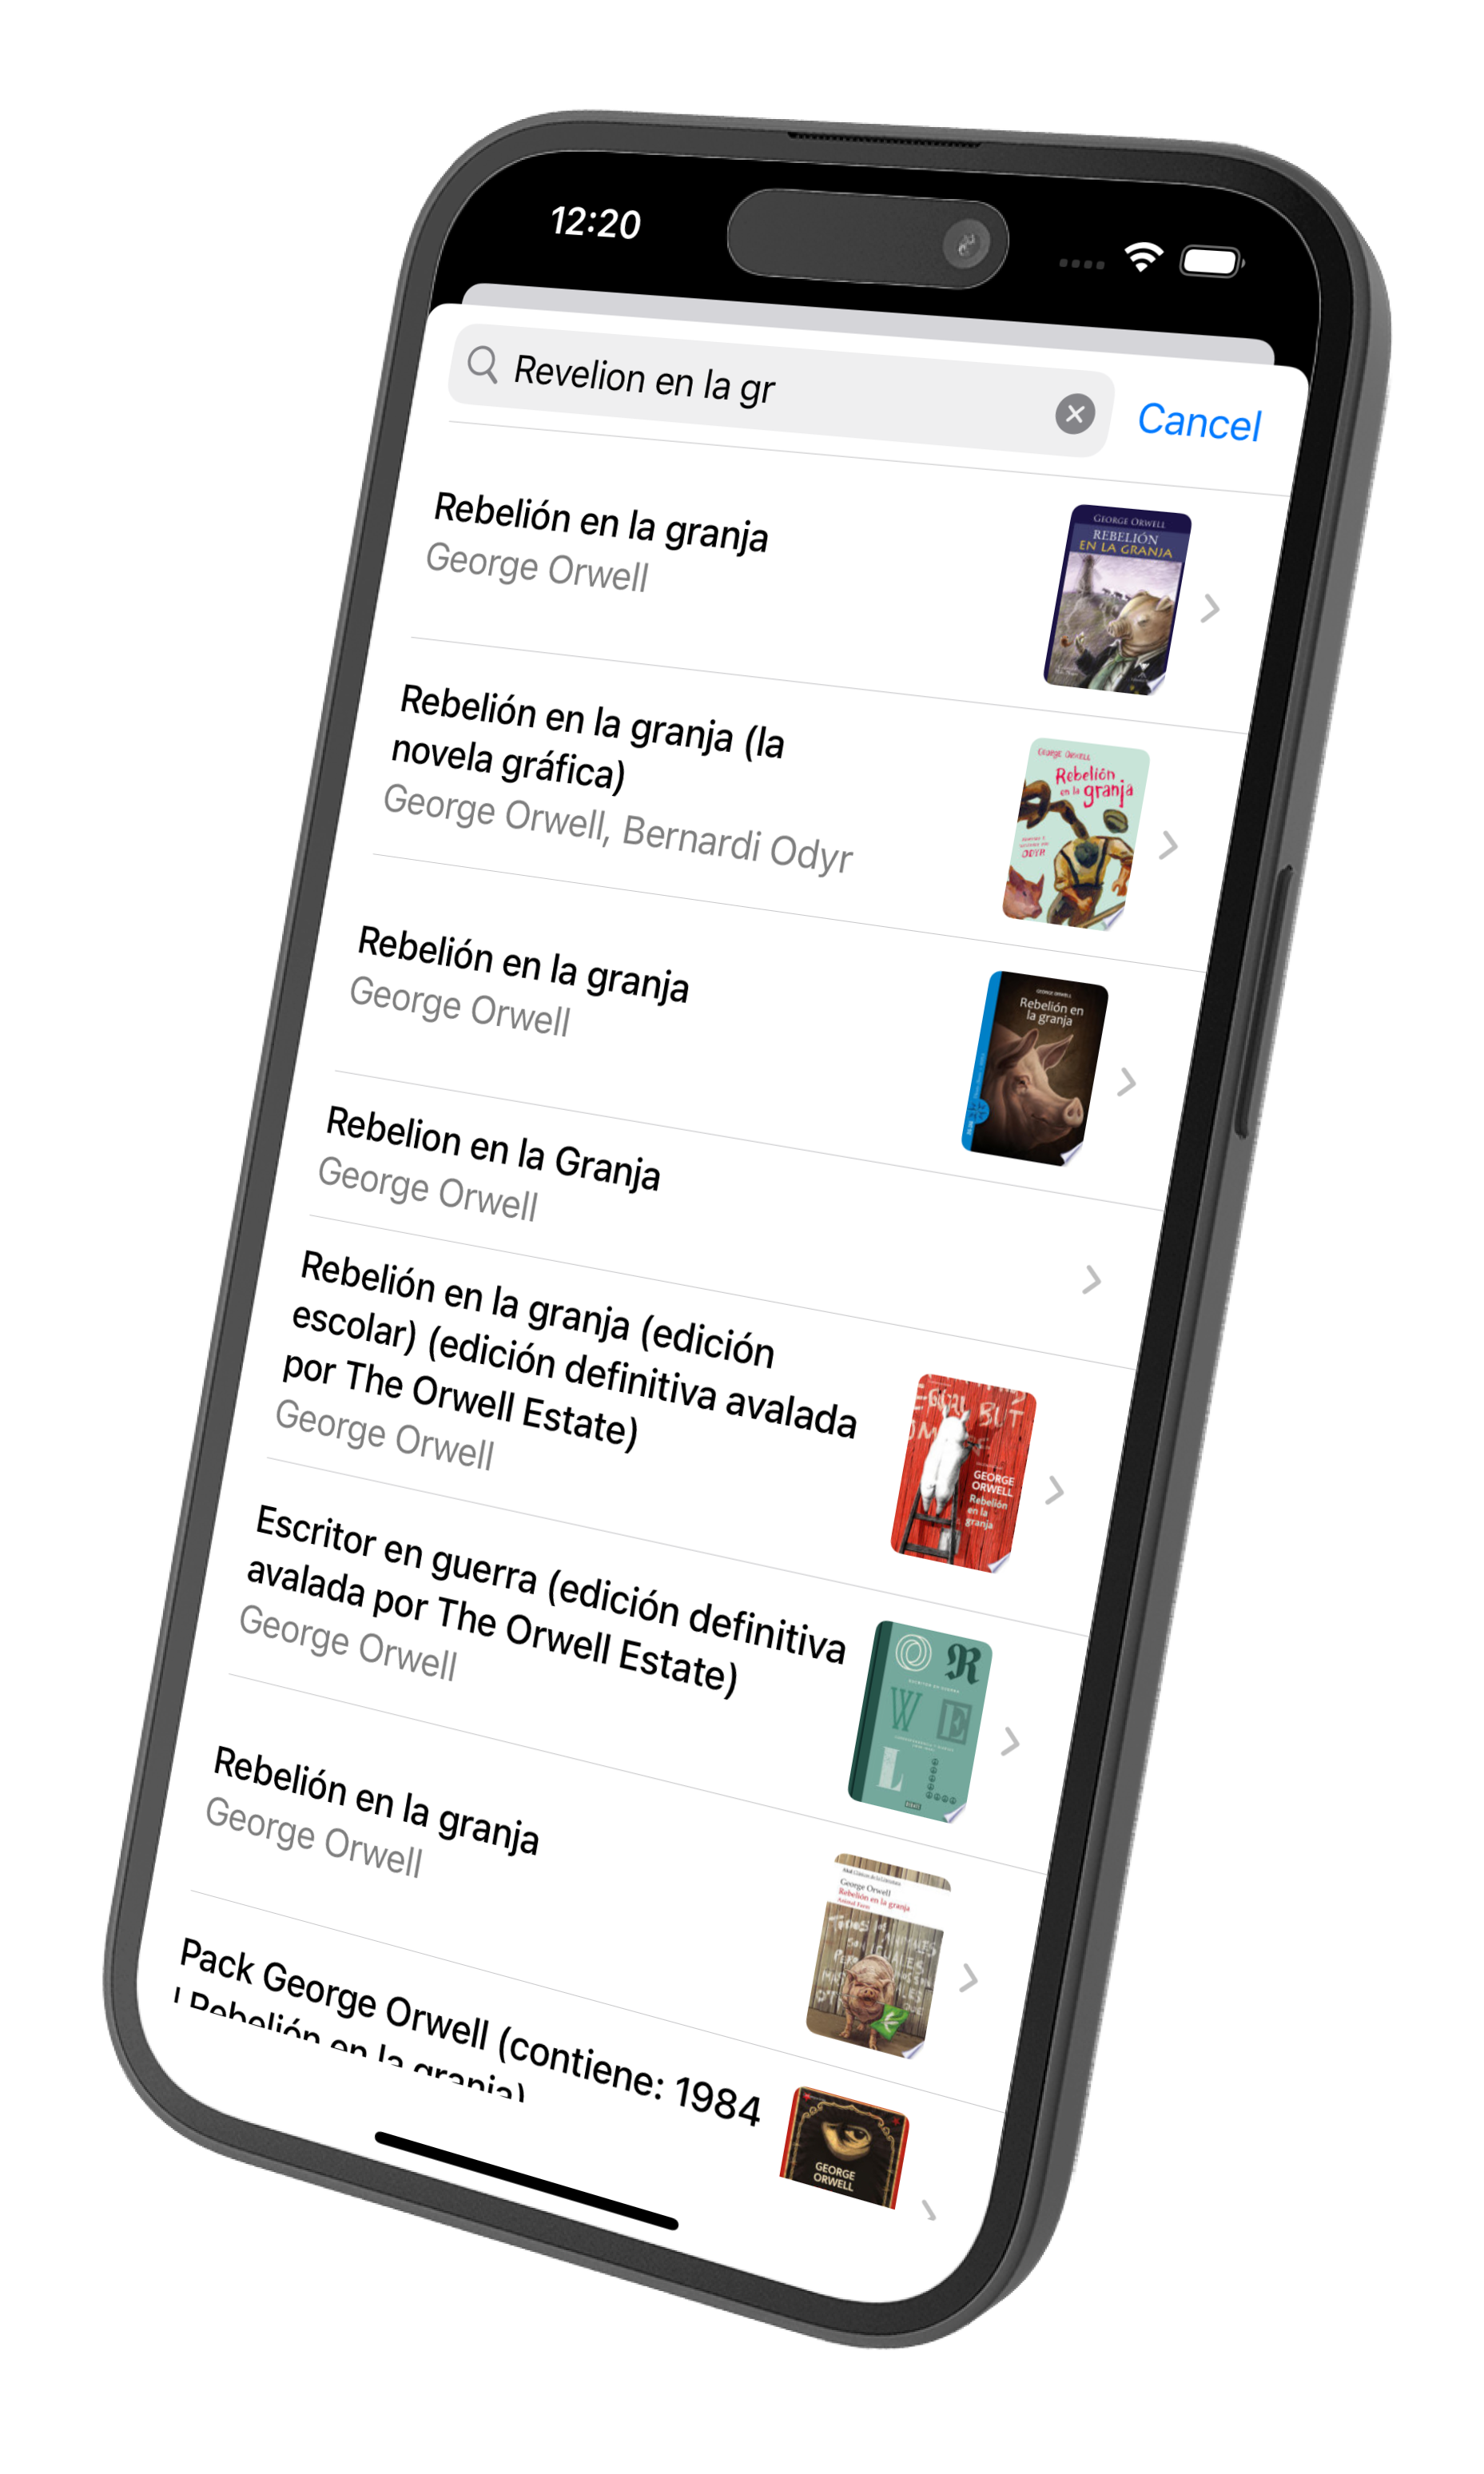 12:20
Revelion en la gr
Cancel
Rebelión en la granja
George Orwell
GEORGE ORWELL
REBELIÓN
EN LA GRANJA
Rebelión en la granja (la
novela gráfica)
George Orwell, Bernardi Odyr
GEORGE ORWELL
Rebelión
en la granja
ODYR
Rebelión en la granja
George Orwell
GEORGE ORWELL
Rebelión en
la granja
Rebelion en la Granja
George Orwell
Rebelión en la granja (edición
escolar) (edición definitiva avalada
por The Orwell Estate)
George Orwell
EQUAL BUT
GEORGE
ORWELL
Rebelión
en la
granja
Escritor en guerra (edición definitiva
avalada por The Orwell Estate)
George Orwell
OR
WE
LL
Rebelión en la granja
George Orwell
George Orwell
Rebelión en la granja
Pack George Orwell (contiene: 1984
| Rebelión en la granja)
GEORGE
ORWELL